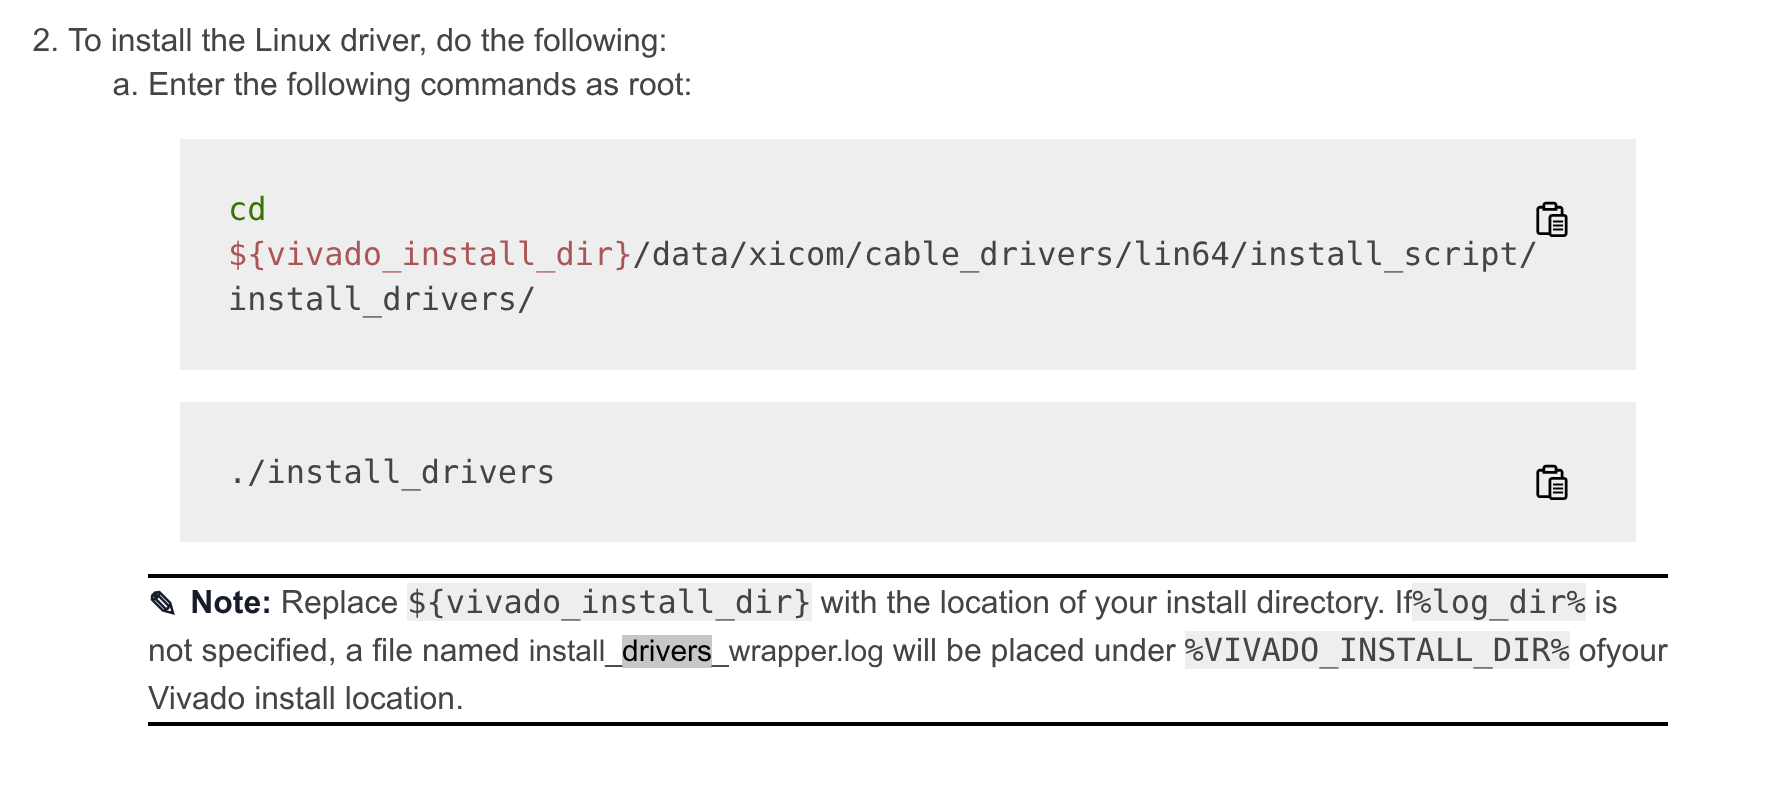 2. To install the Linux driver, do the following:
a. Enter the following commands as root:
cd
${vivado_install_dir}/data/xicom/cable_drivers/lin64/install_script/
install_drivers/
./install_drivers
✎ Note: Replace ${vivado_install_dir} with the location of your install directory. If%log_dir% is
not specified, a file named install_drivers_wrapper.log will be placed under %VIVADO_INSTALL_DIR% ofyour
Vivado install location.